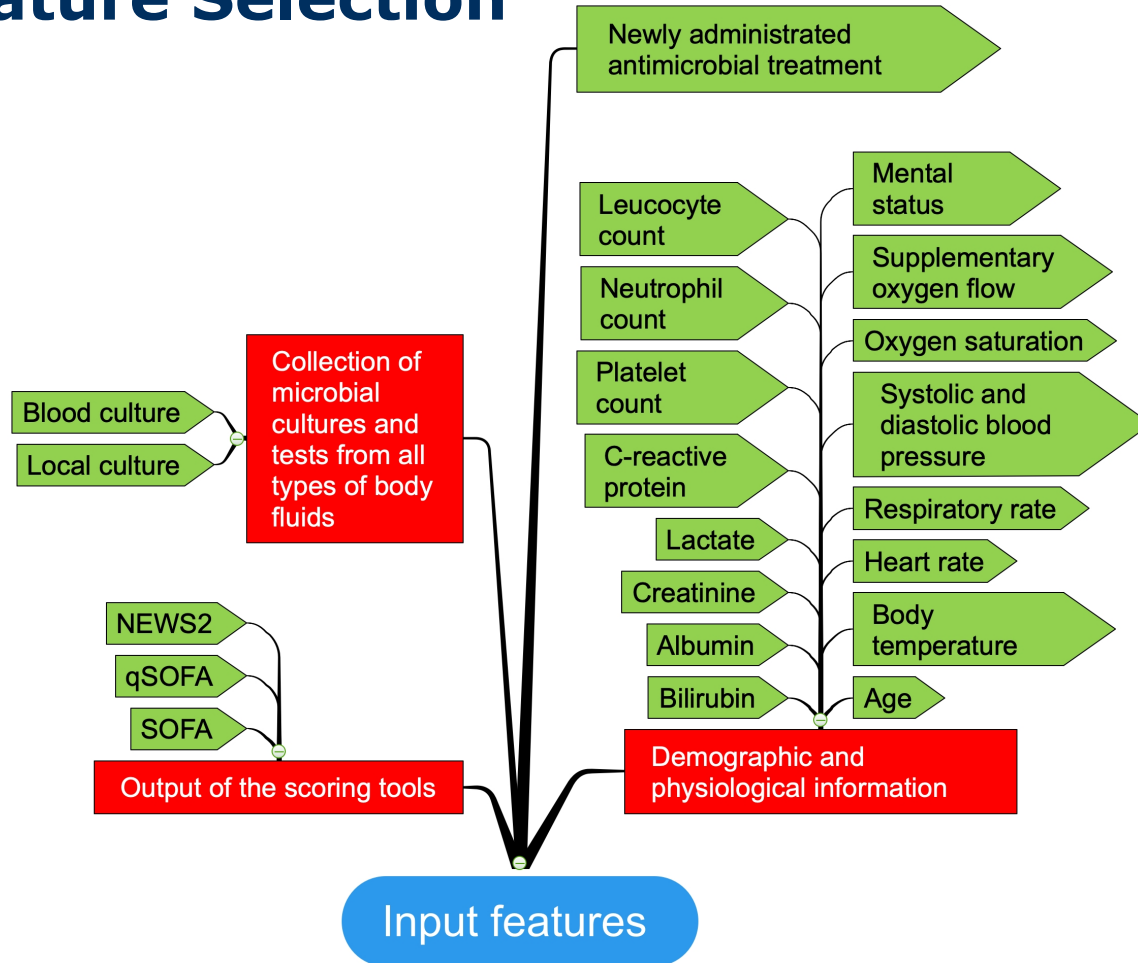 ature Selection
Newly administrated
antimicrobial treatment
Leucocyte
count
Neutrophil
count
Platelet
count
C-reactive
protein
Lactate
Creatinine
Albumin
Bilirubin
Mental
status
Supplementary
oxygen flow
Oxygen saturation
Systolic and
diastolic blood
pressure
Respiratory rate
Heart rate
Body
temperature
Age
Demographic and
physiological information
Collection of
microbial
cultures and
tests from all
types of body
fluids
Blood culture
Local culture
NEWS2
qSOFA
SOFA
Output of the scoring tools
Input features